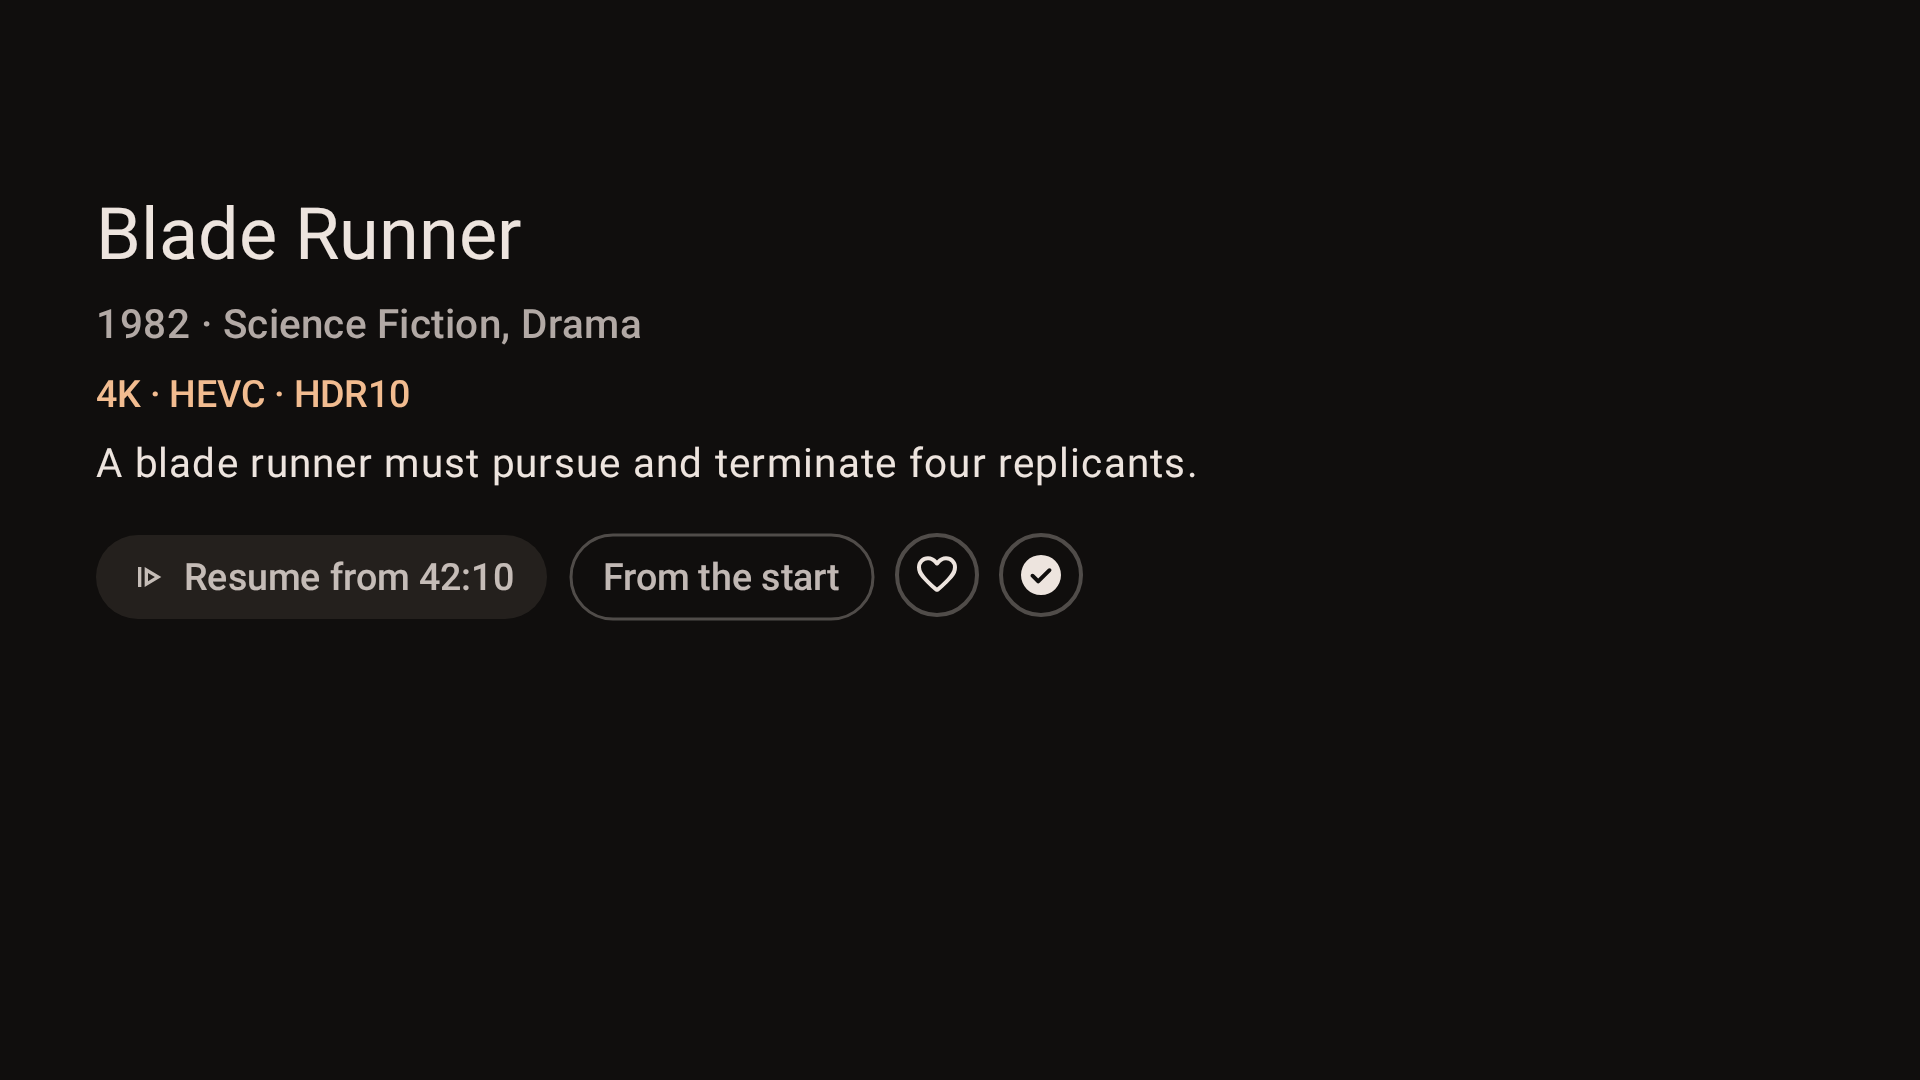 Blade Runner
1982 · Science Fiction, Drama
4K · HEVC · HDR10
A blade runner must pursue and terminate four replicants.
Resume from 42:10
From the start